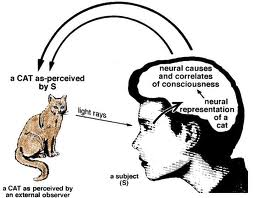 a CAT as-perceived
by S
neural causes
and correlates
of consciousness
neural
representation
of a
cat
light rays
a subject
(S)
a CAT as perceived by
an external observer